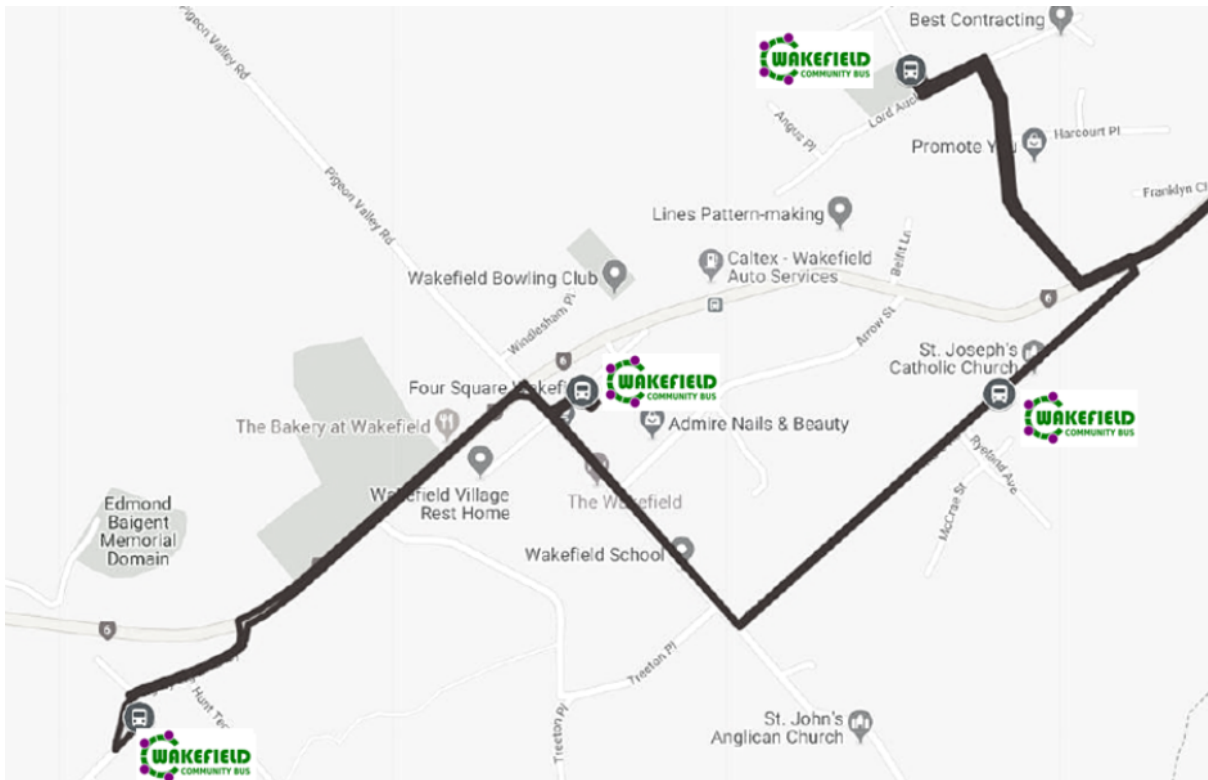 Pigeon Valley Rd
Best Contracting
WAKEFIELD
COMMUNITY BUS
Lord Auc
Angus Pl
Harcourt Pl
Promote Y u
Franklyn Cl
Pigeon Valley Rd
Lines Pattern-making
Belfit Ln
Caltex - Wakefield
Auto Services
Wakefield Bowling Club
6
Windlesham Pl
Arrow St
St. Joseph's
Catholic Church
6
Four Square Wakefi
WAKEFIELD
COMMUNITY BUS
The Bakery at Wakefield
Admire Nails & Beauty
WAKEFIELD
COMMUNITY BUS
Ryeland Ave
Wakefield Village
Rest Home
The Wakefield
McCrae St
Edmond
Baigent
Memorial
Domain
Wakefield School
6
Treeton Pl
Hunt Te
St. John's
Anglican Church
Treeton Pl
WAKEFIELD
COMMUNITY BUS